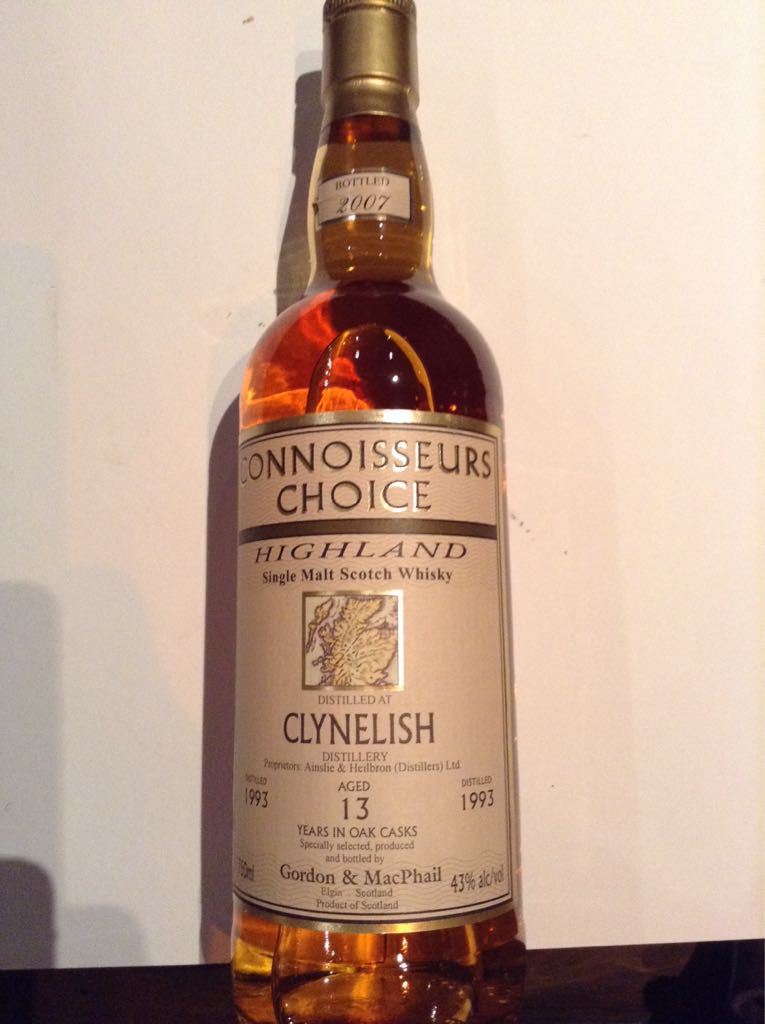 BOTTLED
2007
CONNOISSEURS
CHOICE
HIGHLAND
Single Malt Scotch Whisky
DISTILLED AT
CLYNELISH
DISTILLERY
Proprietors: Ainslie & Heilbron (Distillers) Ltd.
DISTILLED
1993
AGED
13
YEARS IN OAK CASKS
DISTILLED
1993
Specially selected, produced
and bottled by
750ml
Gordon & MacPhail
43% alc/vol
Elgin Scotland
Product of Scotland